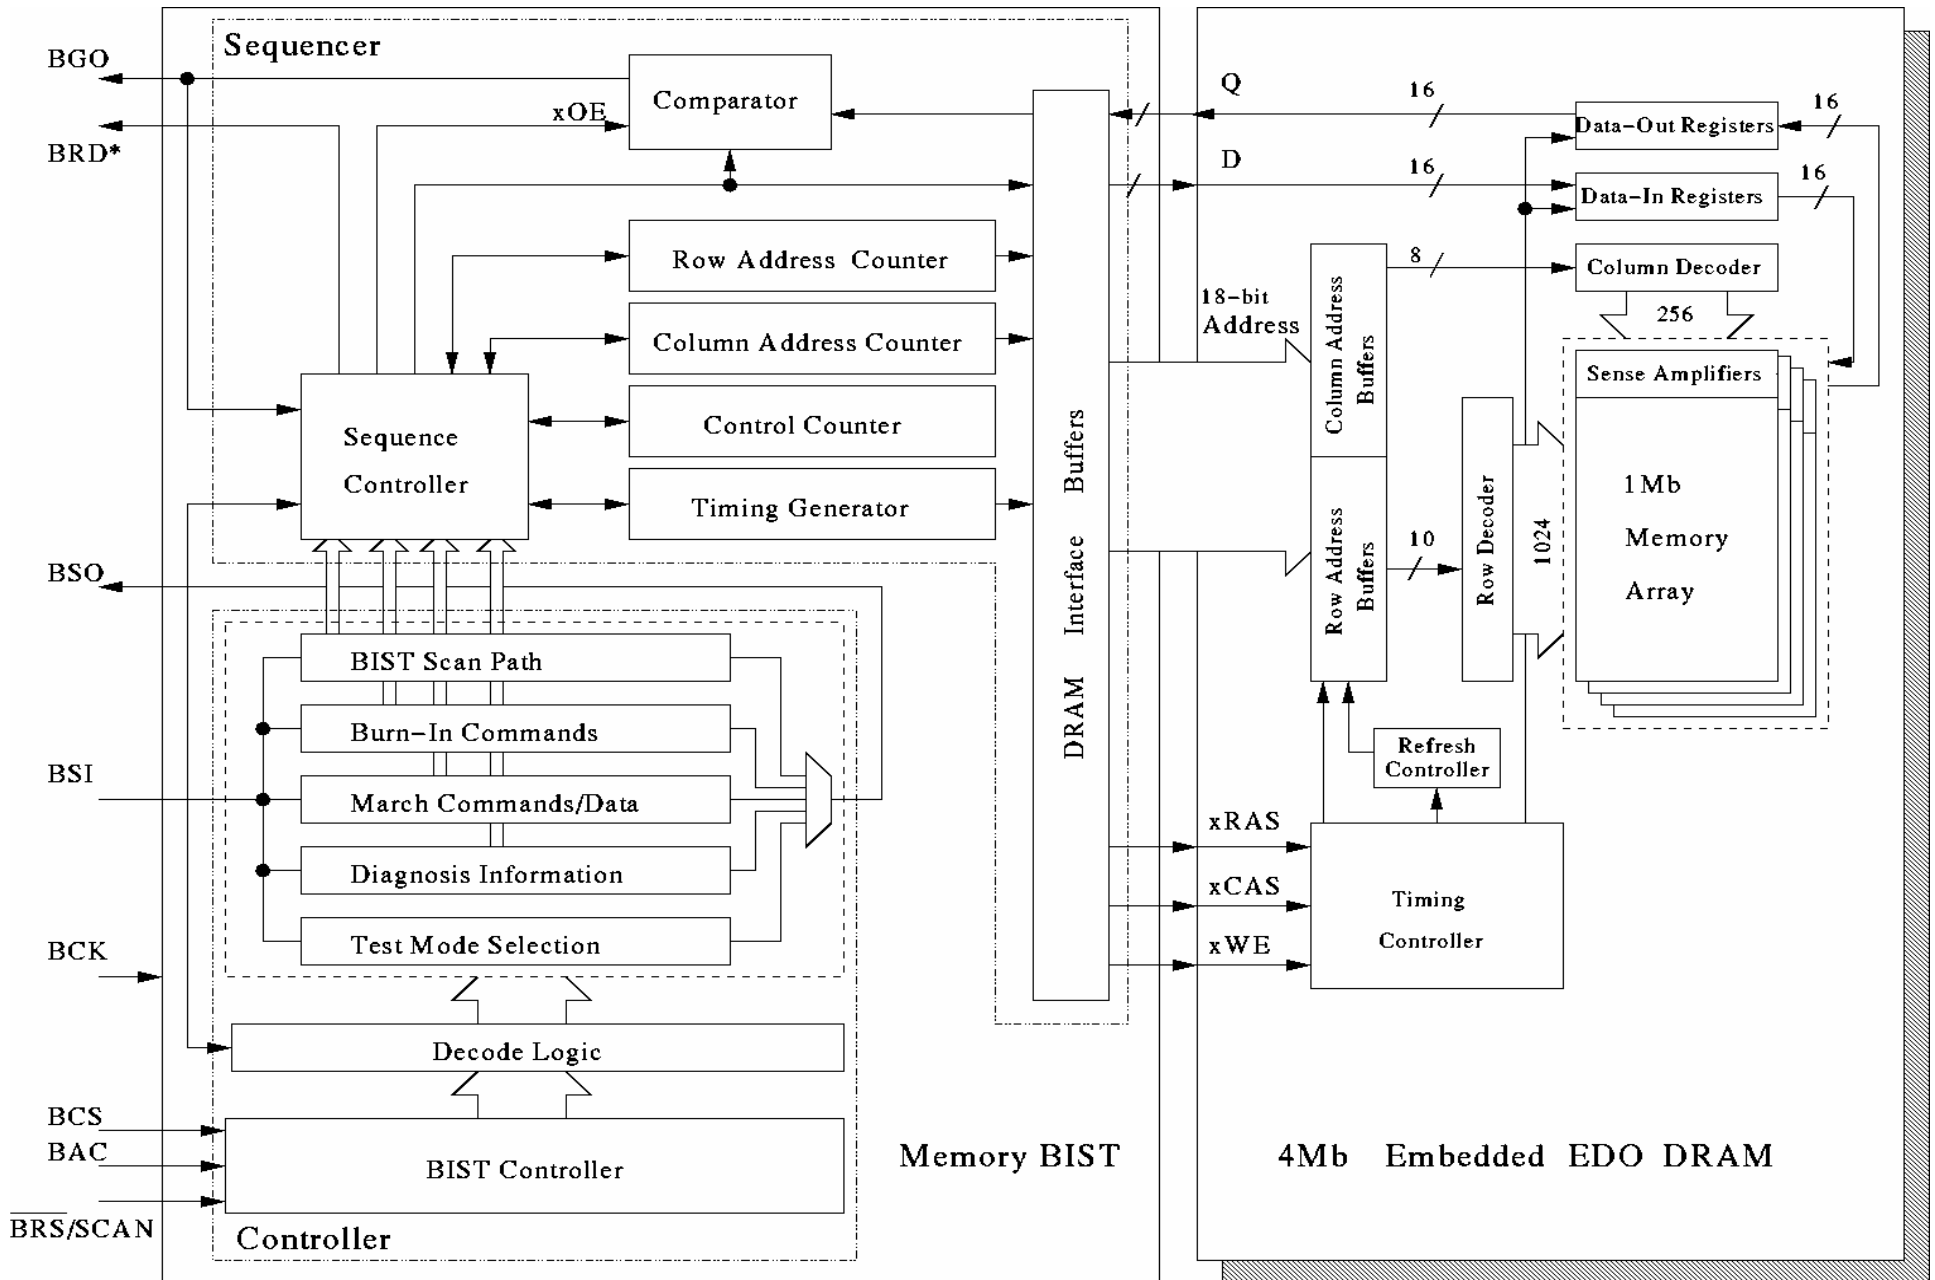 Sequencer
BGO
BRD*
xOE
Comparator
Row Address Counter
Column Address Counter
Control Counter
Timing Generator
Sequence
Controller
DRAM Interface Buffers
BSO
BSI
BCK
BCS
BAC
BRS/SCAN
BIST Scan Path
Burn-In Commands
March Commands/Data
Diagnosis Information
Test Mode Selection
Decode Logic
BIST Controller
Controller
Memory BIST
Q
16
16
Data-Out Registers
D
16
16
Data-In Registers
8
Column Decoder
256
18-bit
Address
Column Address
Buffers
Row Address
Buffers
10
Row Decoder
1024
Sense Amplifiers
1Mb
Memory
Array
Refresh
Controller
xRAS
xCAS
xWE
Timing
Controller
4Mb Embedded EDO DRAM